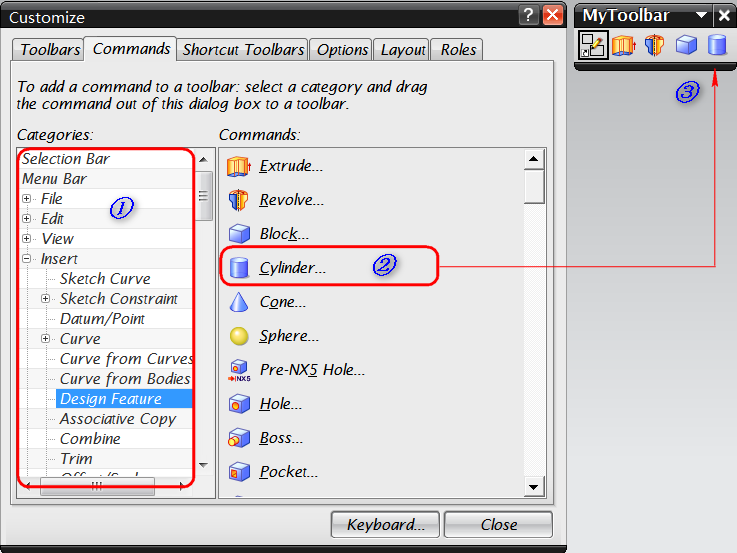 Customize
MyToolbar
Toolbars Commands Shortcut Toolbars Options Layout Roles
To add a command to a toolbar: select a category and drag
the command out of this dialog box to a toolbar.
Categories:
Selection Bar
Menu Bar
File
Edit
View
Insert
Sketch Curve
Sketch Constraint
Datum/Point
Curve
Curve from Curves
Curve from Bodies
Design Feature
Associative Copy
Combine
Trim
1
Commands:
Extrude...
Revolve...
Block...
Cylinder...
2
Cone...
Sphere...
Pre-NX5 Hole...
NX5
Hole...
Boss...
Pocket...
3
Keyboard...
Close